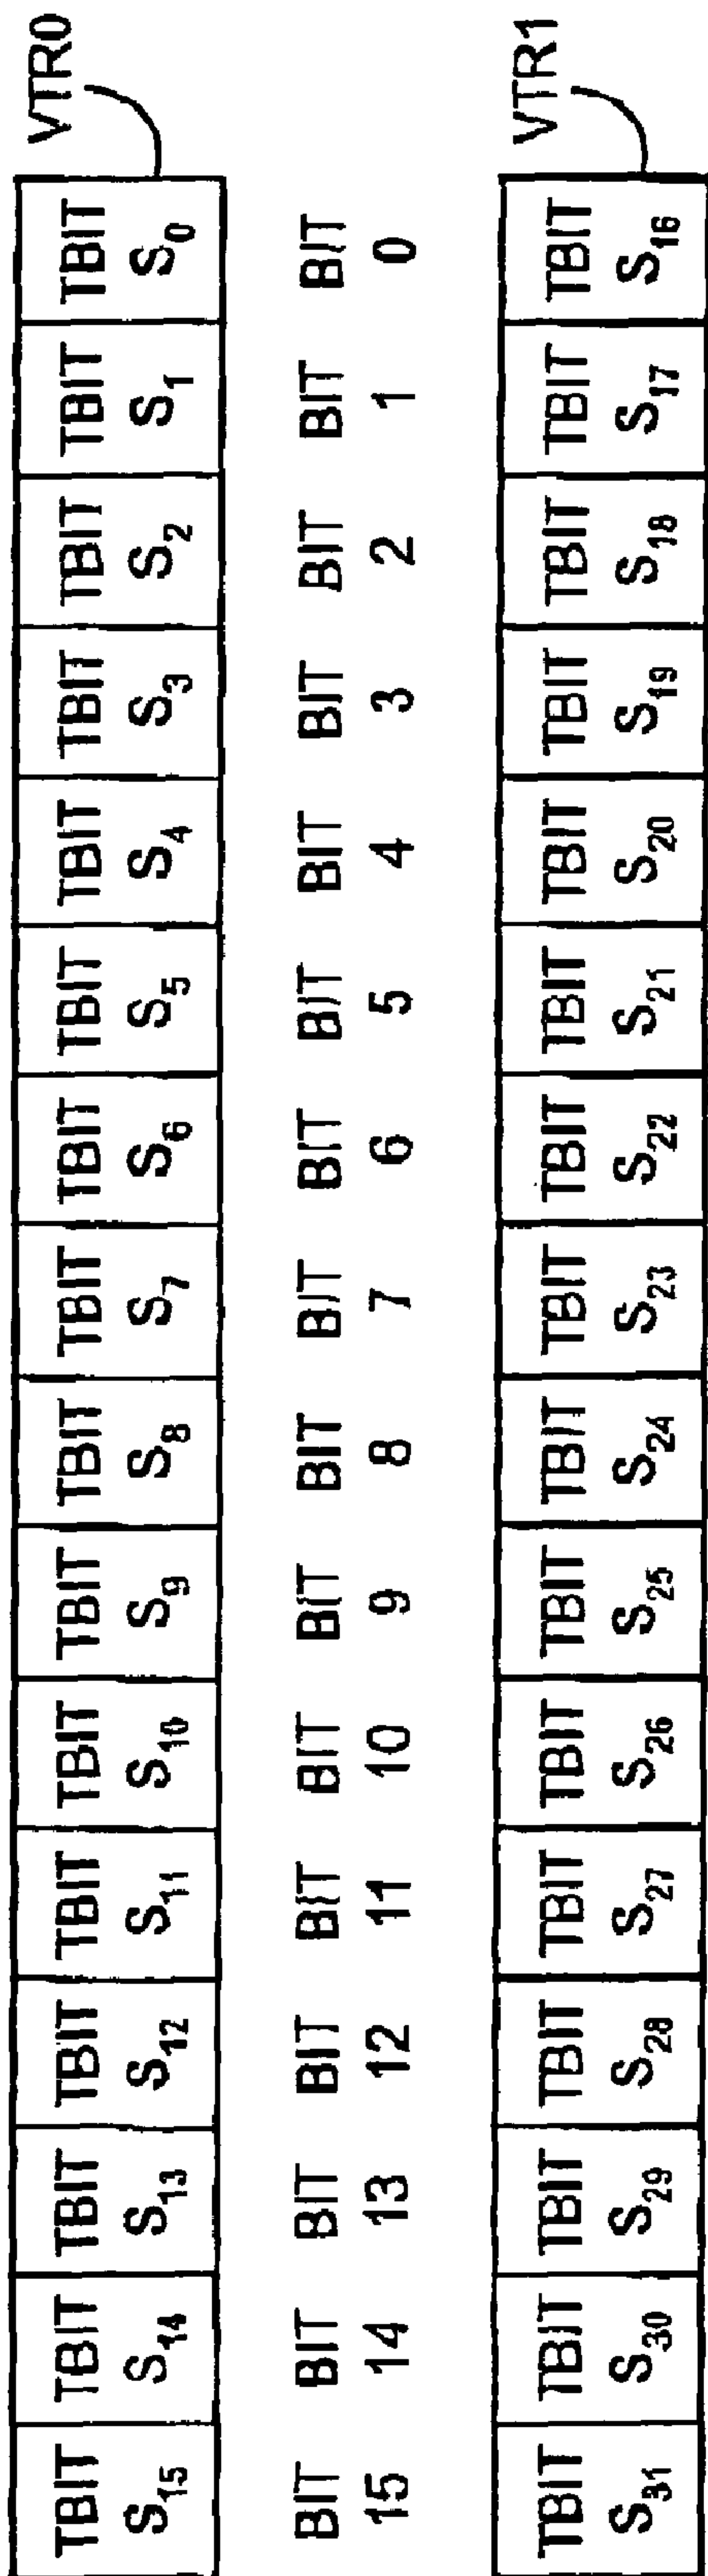 VTR0
TBIT TBIT TBIT TBIT TBIT TBIT TBIT TBIT TBIT TBIT TBIT TBIT TBIT TBIT TBIT TBIT
S15 S14 S13 S12 S11 S10 S9 S8 S7 S6 S5 S4 S3 S2 S1 S0
BIT BIT BIT BIT BIT BIT BIT BIT BIT BIT BIT BIT BIT BIT BIT BIT
15 14 13 12 11 10 9 8 7 6 5 4 3 2 1 0
VTR1
TBIT TBIT TBIT TBIT TBIT TBIT TBIT TBIT TBIT TBIT TBIT TBIT TBIT TBIT TBIT TBIT
S31 S30 S29 S28 S27 S26 S25 S24 S23 S22 S21 S20 S19 S18 S17 S16